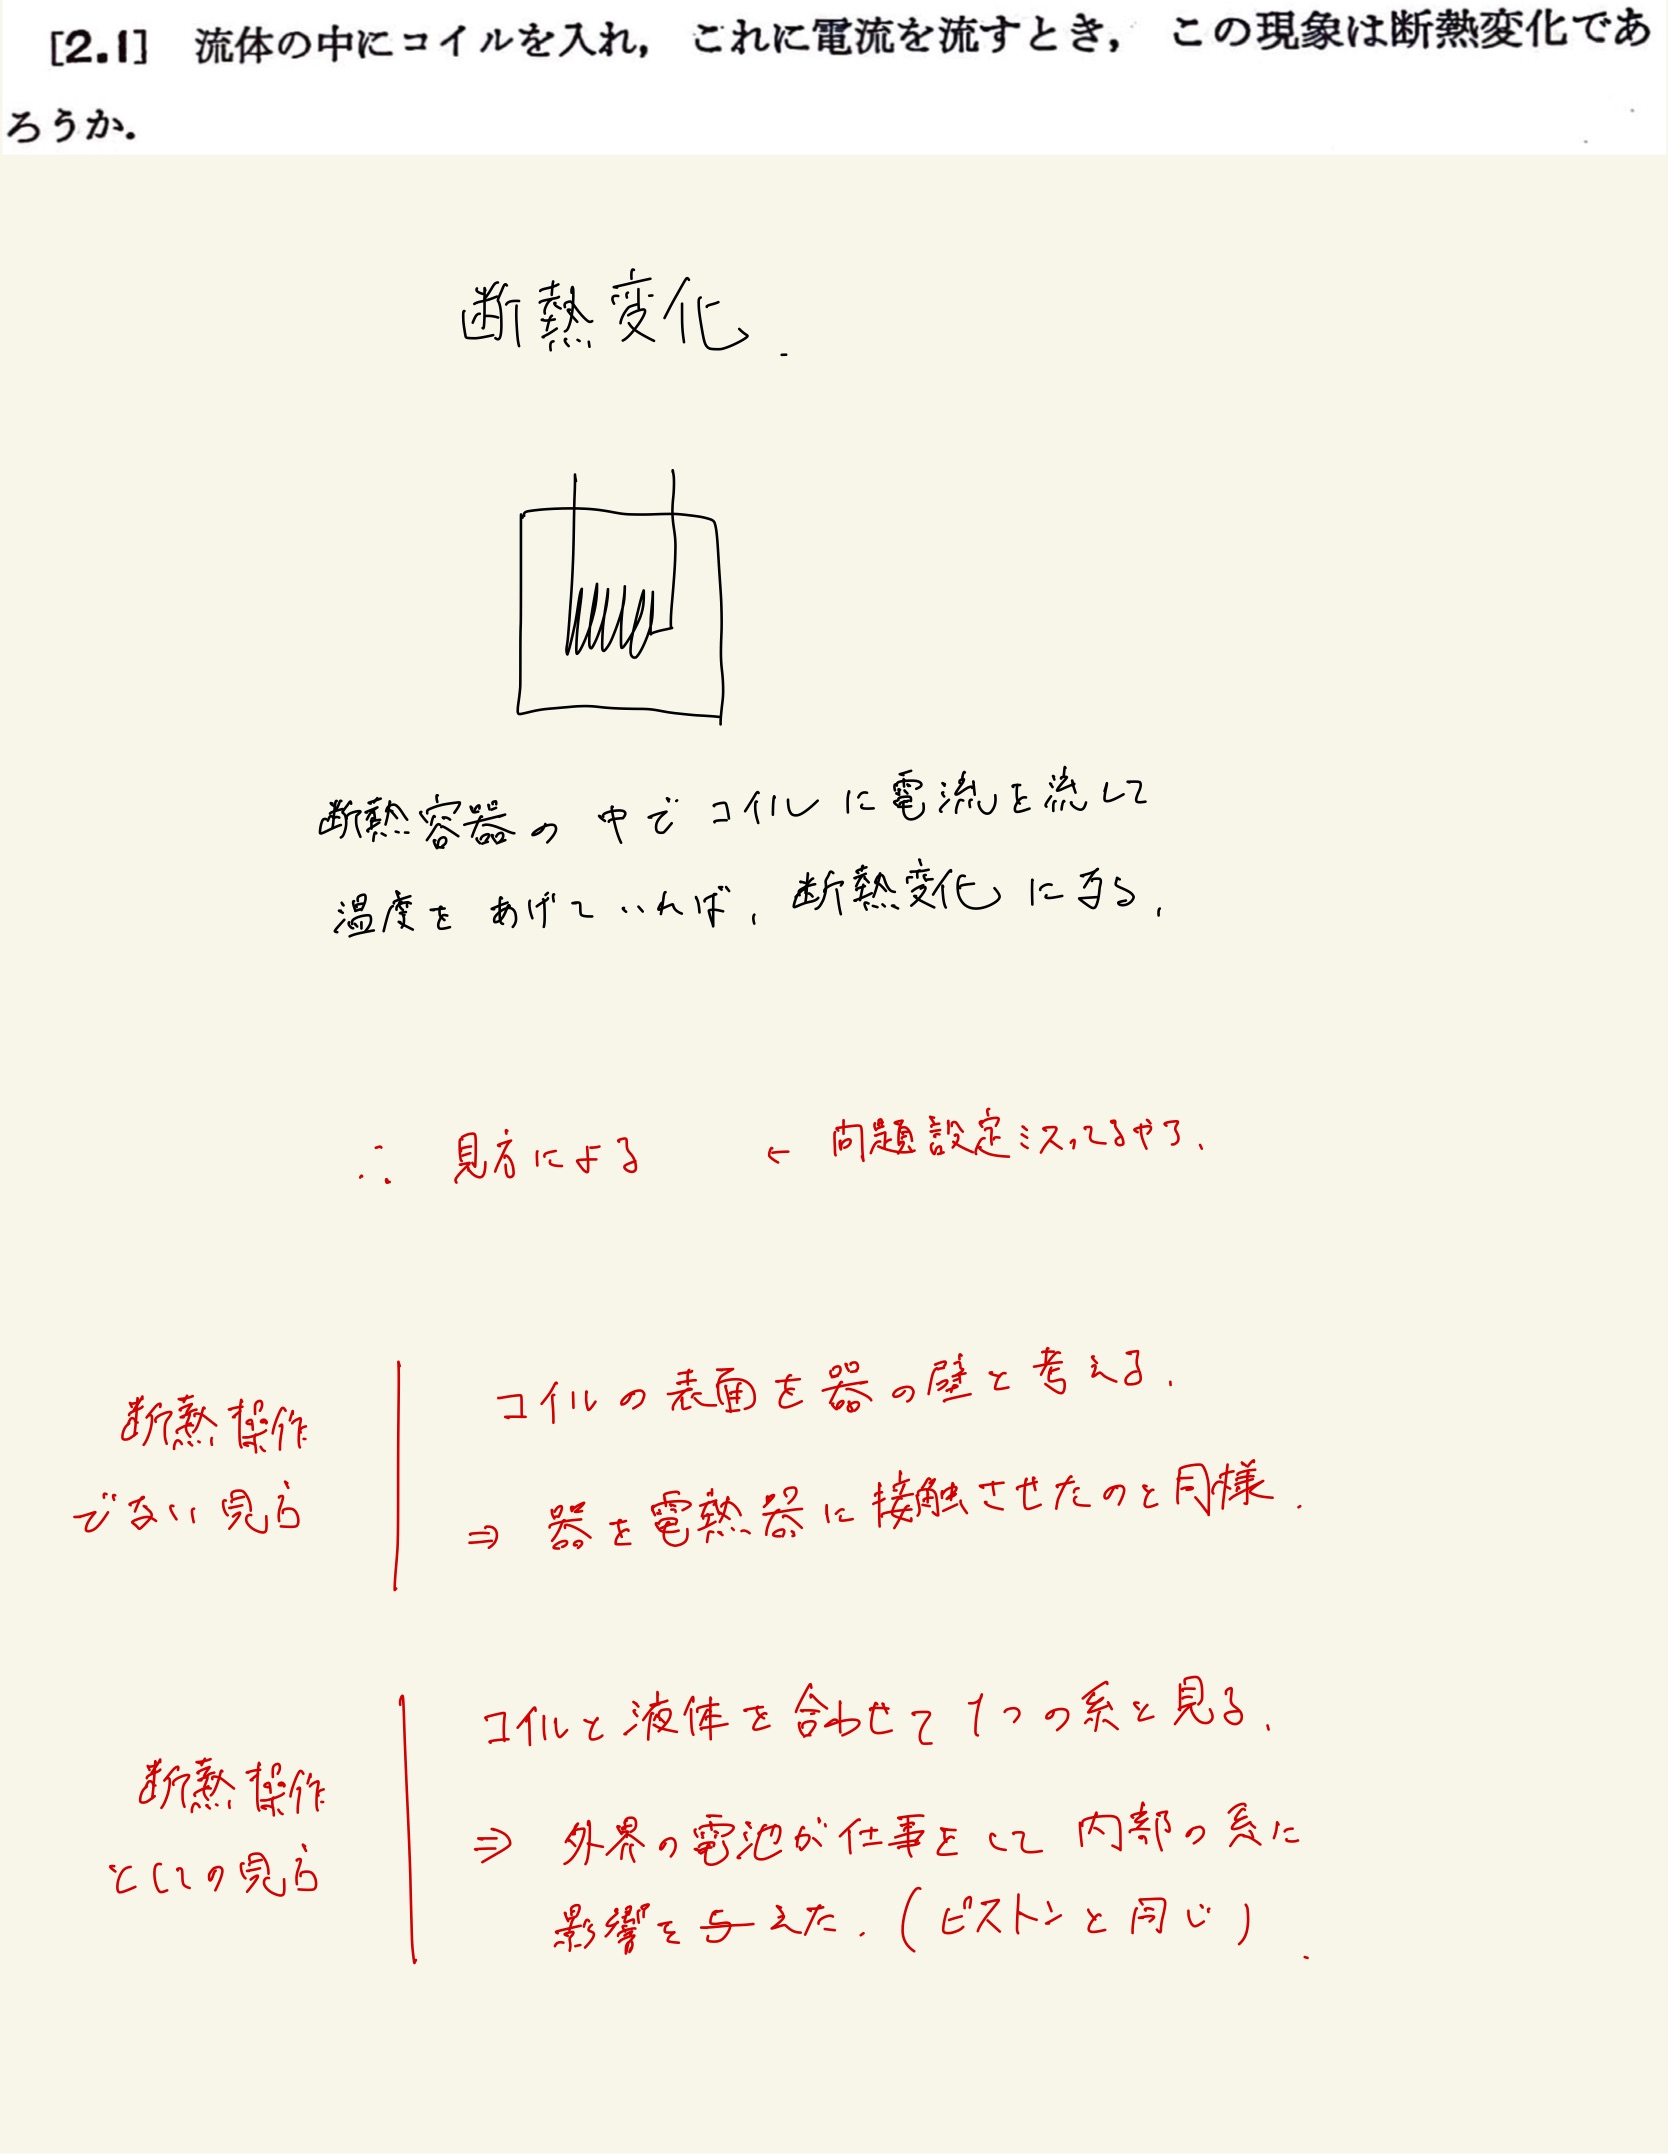 [2.1] 流体の中にコイルを入れ，これに電流を流すとき，この現象は断熱変化であ
ろうか.
断熱変化.
断熱容器の中でコイルに電流を流して
温度をあげていれば，断熱変化になる.
∴ 見方による ← 問題設定ミスってるやろ.
断熱操作
でない見方
コイルの表面を器の壁と考える.
⇒ 器を電熱器に接触させたのと同様.
断熱操作
としての見方
コイルと液体を合わせて1つの系と見る.
⇒ 外界の電池が仕事をして内部の系に
影響を与えた.(ピストンと同じ).